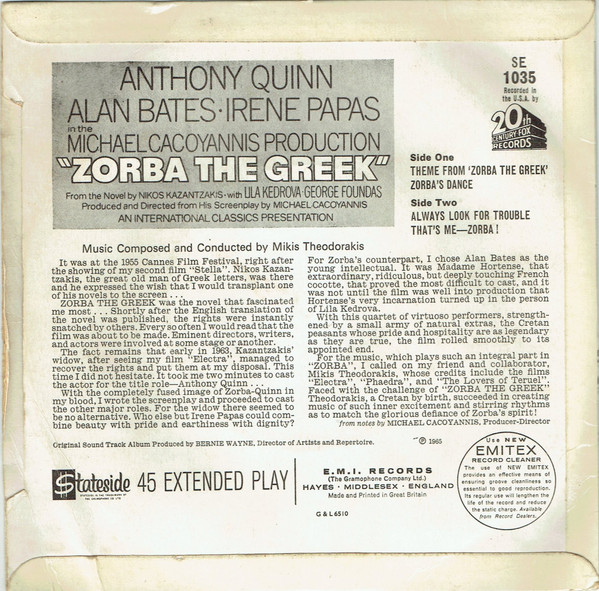 ANTHONY QUINN
ALAN BATES · IRENE PAPAS
in the
MICHAEL CACOYANNIS PRODUCTION
"ZORBA THE GREEK"
From the Novel by NIKOS KAZANTZAKIS · with LILA KEDROVA · GEORGE FOUNDAS
Produced and Directed from His Screenplay by MICHAEL CACOYANNIS
AN INTERNATIONAL CLASSICS PRESENTATION
SE
1035
Recorded in
the U.S.A. by
20th
CENTURY-FOX
RECORDS
Side One
THEME FROM 'ZORBA THE GREEK'
ZORBA'S DANCE
Side Two
ALWAYS LOOK FOR TROUBLE
THAT'S ME—ZORBA !
Music Composed and Conducted by Mikis Theodorakis
It was at the 1955 Cannes Film Festival, right after
the showing of my second film "Stella". Nikos Kazan-
tzakis, the great old man of Greek letters, was there
and he expressed the wish that I would transplant one
of his novels to the screen . . .
ZORBA THE GREEK was the novel that fascinated
me most . . . Shortly after the English translation of
the novel was published, the rights were instantly
snatched by others. Every so often I would read that the
film was about to be made. Eminent directors, writers,
and actors were involved at some stage or another.
The fact remains that early in 1963, Kazantzakis'
widow, after seeing my film "Electra", managed to
recover the rights and put them at my disposal. This
time I did not hesitate. It took me two minutes to cast
the actor for the title role—Anthony Quinn . . .
With the completely fused image of Zorba-Quinn in
my blood, I wrote the screenplay and proceeded to cast
the other major roles. For the widow there seemed to
be no alternative. Who else but Irene Papas could com-
bine beauty with pride and earthiness with dignity?
For Zorba's counterpart, I chose Alan Bates as the
young intellectual. It was Madame Hortense, that
extraordinary, ridiculous, but deeply touching French
cocotte, that proved the most difficult to cast, and it
was not until the film was well into production that
Hortense's very incarnation turned up in the person
of Lila Kedrova.
With this quartet of virtuoso performers, strength-
ened by a small army of natural extras, the Cretan
peasants whose pride and hospitality are as legendary
as they are true, the film rolled smoothly to its
appointed end.
For the music, which plays such an integral part in
"ZORBA", I called on my friend and collaborator,
Mikis Theodorakis, whose credits include the films
"Electra", "Phaedra", and "The Lovers of Teruel".
Faced with the challenge of "ZORBA THE GREEK"
Theodorakis, a Cretan by birth, succeeded in creating
music of such inner excitement and stirring rhythms
as to match the glorious defiance of Zorba's spirit!
from notes by MICHAEL CACOYANNIS, Producer-Director
Original Sound Track Album Produced by BERNIE WAYNE, Director of Artists and Repertoire.
℗ 1965
Stateside
45 EXTENDED PLAY
E.M.I. RECORDS
(The Gramophone Company Ltd.)
HAYES · MIDDLESEX · ENGLAND
Made and Printed in Great Britain
G & L6510
Use NEW
EMITEX
RECORD CLEANER
The use of NEW EMITEX
provides an effective means of
ensuring groove cleanliness so
essential to good reproduction.
Its regular use will lengthen the
life of the record and reduce
the static charge. Available
from Record Dealers.